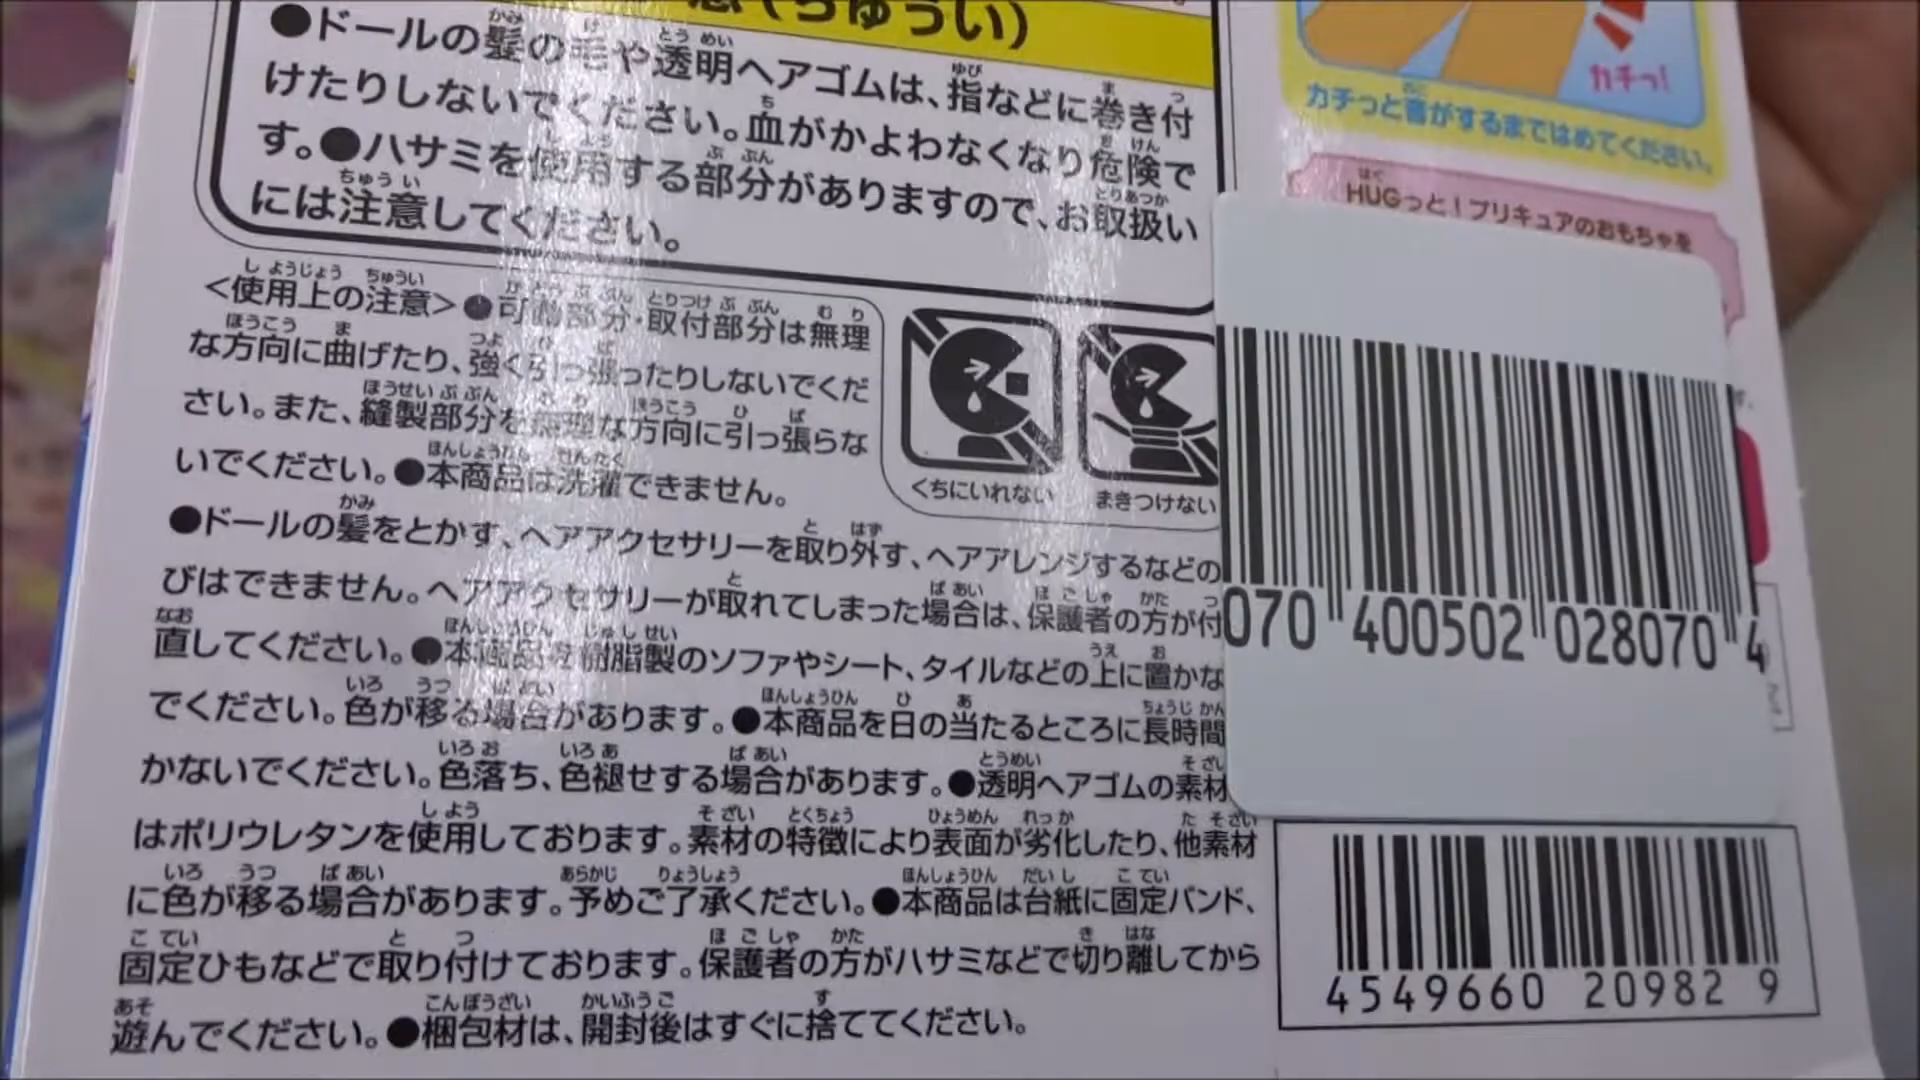 (ちゅうい)
●ドールの髪の毛や透明ヘアゴムは、指などに巻き付
けたりしないでください。血がかよわなくなり危険で
す。●ハサミを使用する部分がありますので、お取扱い
には注意してください。
<使用上の注意>●可動部分・取付部分は無理
な方向に曲げたり、強く引っ張ったりしないでくだ
さい。また、縫製部分を無理な方向に引っ張らな
いでください。●本商品は洗濯できません。
●ドールの髪をとかす、ヘアアクセサリーを取り外す、ヘアアレンジするなどの
びはできません。ヘアアクセサリーが取れてしまった場合は、保護者の方が付
直してください。●本商品を樹脂製のソファやシート、タイルなどの上に置かな
でください。色が移る場合があります。●本商品を日の当たるところに長時間
かないでください。色落ち、色褪せする場合があります。●透明ヘアゴムの素材
はポリウレタンを使用しております。素材の特徴により表面が劣化したり、他素材
に色が移る場合があります。予めご了承ください。●本商品は台紙に固定バンド、
固定ひもなどで取り付けております。保護者の方がハサミなどで切り離してから
遊んでください。●梱包材は、開封後はすぐに捨ててください。
くちにいれない
まきつけない
カチっ!
カチっと音がするまではめてください。
HUGっと!プリキュアのおもちゃを
070 400502 028070 4
4549660 20982 9